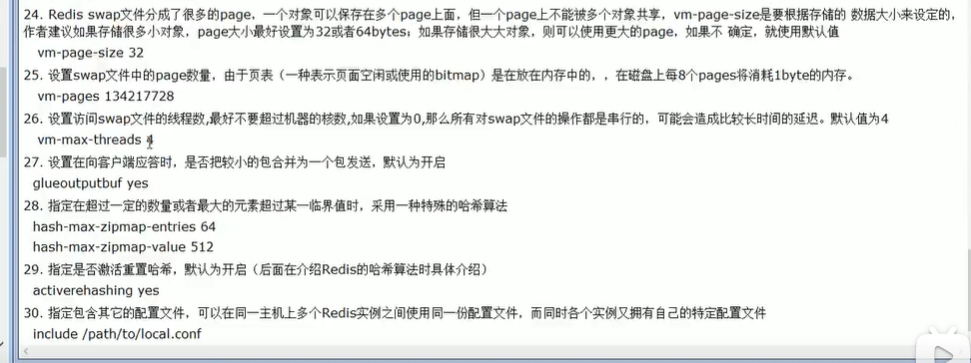 24. Redis swap文件分成了很多的page，一个对象可以保存在多个page上面，但一个page上不能被多个对象共享，vm-page-size是要根据存储的 数据大小来设定的，
作者建议如果存储很多小对象，page大小最好设置为32或者64bytes；如果存储很大大对象，则可以使用更大的page，如果不 确定，就使用默认值
vm-page-size 32
25. 设置swap文件中的page数量，由于页表（一种表示页面空闲或使用的bitmap）是在放在内存中的，，在磁盘上每8个pages将消耗1byte的内存。
vm-pages 134217728
26. 设置访问swap文件的线程数,最好不要超过机器的核数,如果设置为0,那么所有对swap文件的操作都是串行的，可能会造成比较长时间的延迟。默认值为4
vm-max-threads 4
27. 设置在向客户端应答时，是否把较小的包合并为一个包发送，默认为开启
glueoutputbuf yes
28. 指定在超过一定的数量或者最大的元素超过某一临界值时，采用一种特殊的哈希算法
hash-max-zipmap-entries 64
hash-max-zipmap-value 512
29. 指定是否激活重置哈希，默认为开启（后面在介绍Redis的哈希算法时具体介绍）
activerehashing yes
30. 指定包含其它的配置文件，可以在同一主机上多个Redis实例之间使用同一份配置文件，而同时各个实例又拥有自己的特定配置文件
include /path/to/local.conf